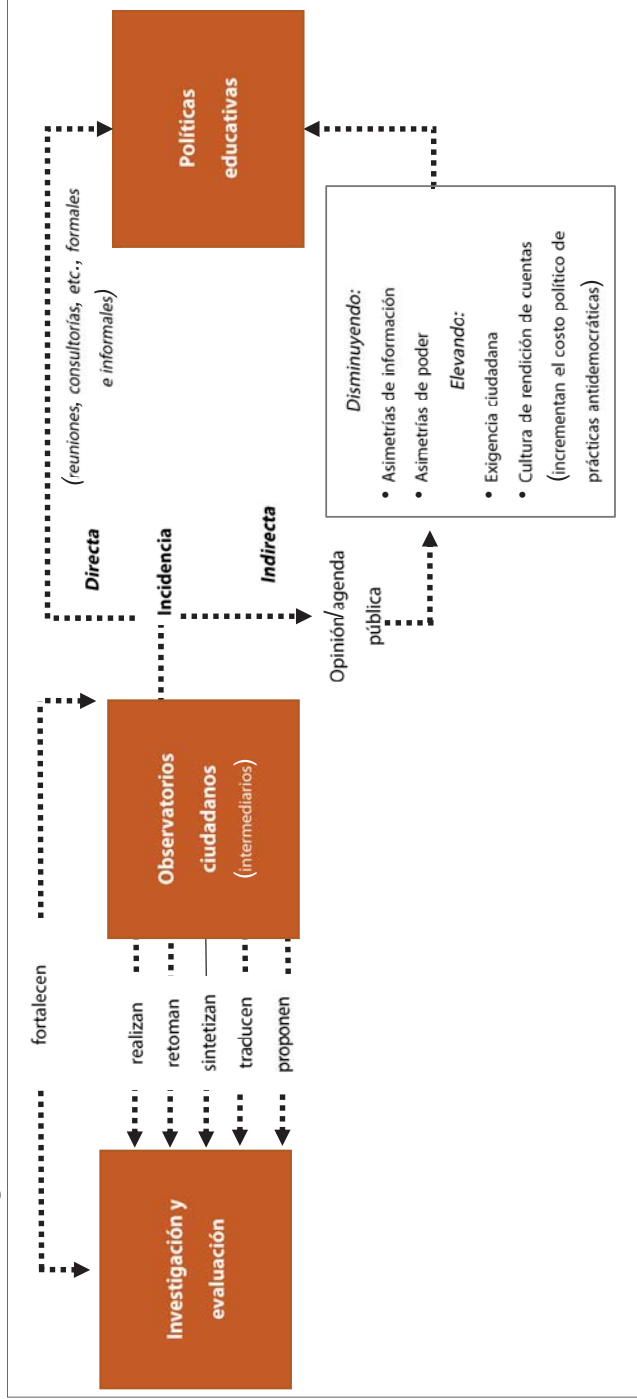 fortalecen
Investigación y
evaluación
realizan
retoman
sintetizan
traducen
proponen
Observatorios
ciudadanos
(intermediarios)
Directa
Incidencia
Indirecta
(reuniones, consultorías, etc., formales
e informales)
Opinión/agenda
pública
Políticas
educativas
Disminuyendo:
• Asimetrías de información
• Asimetrías de poder
Elevando:
• Exigencia ciudadana
• Cultura de rendición de cuentas
(incrementan el costo político de
prácticas antidemocráticas)